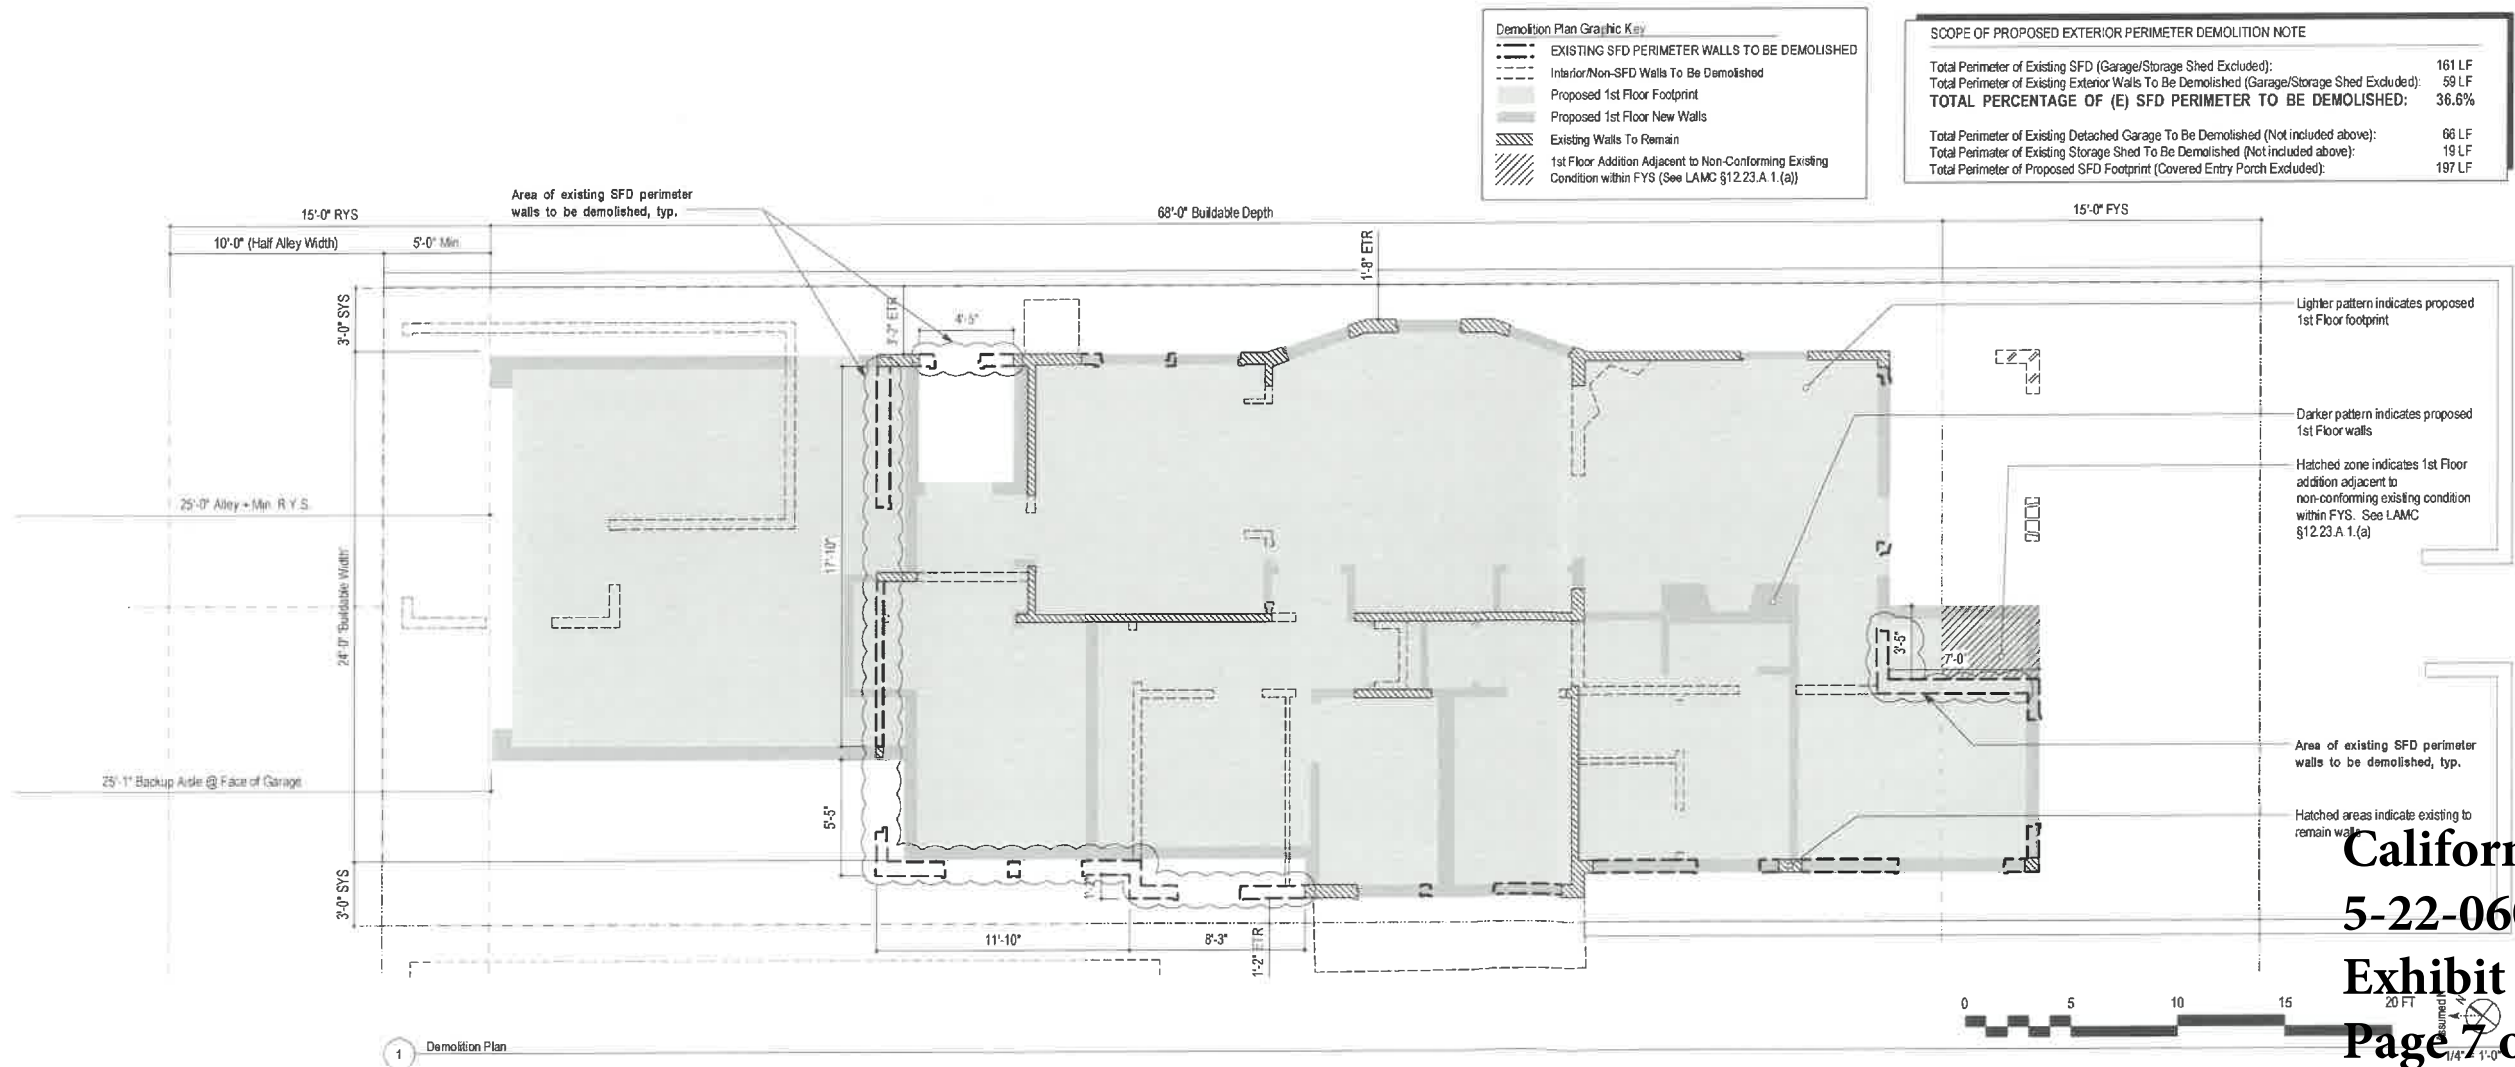 Demolition Plan Graphic Key
EXISTING SFD PERIMETER WALLS TO BE DEMOLISHED
Interior/Non-SFD Walls To Be Demolished
Proposed 1st Floor Footprint
Proposed 1st Floor New Walls
Existing Walls To Remain
1st Floor Addition Adjacent to Non-Conforming Existing
Condition within FYS (See LAMC §12.23.A.1.(a))
SCOPE OF PROPOSED EXTERIOR PERIMETER DEMOLITION NOTE
Total Perimeter of Existing SFD (Garage/Storage Shed Excluded): 161 LF
Total Perimeter of Existing Exterior Walls To Be Demolished (Garage/Storage Shed Excluded): 59 LF
TOTAL PERCENTAGE OF (E) SFD PERIMETER TO BE DEMOLISHED: 36.6%
Total Perimeter of Existing Detached Garage To Be Demolished (Not included above): 66 LF
Total Perimater of Existing Storage Shed To Be Demolished (Not included above): 19 LF
Total Perimeter of Proposed SFD Footprint (Covered Entry Porch Excluded): 197 LF
Area of existing SFD perimeter
walls to be demolished, typ.
15'-0" RYS
68'-0" Buildable Depth
15'-0" FYS
10'-0" (Half Alley Width)
5'-0" Min
1'-8" ETR
3'-0" SYS
3'-2" ETR
4'-5"
Lighter pattern indicates proposed
1st Floor footprint
Darker pattern indicates proposed
1st Floor walls
Hatched zone indicates 1st Floor
addition adjacent to
non-conforming existing condition
within FYS. See LAMC
§12.23.A.1.(a)
25'-0" Alley + Min. R.Y.S.
17'-10"
24'-0" "Buildable Width"
3'-5"
7'-0"
Area of existing SFD perimeter
walls to be demolished, typ.
25'-1" Backup Aisle @ Face of Garage
5'-5"
Hatched areas indicate existing to
remain walls
3'-0" SYS
1'-2"
11'-10"
8'-3"
1'-2" ETR
Californ
5-22-06
Exhibit
Page 7 o
0 5 10 15 20 FT
N
1/4" = 1'-0"
1 Demolition Plan